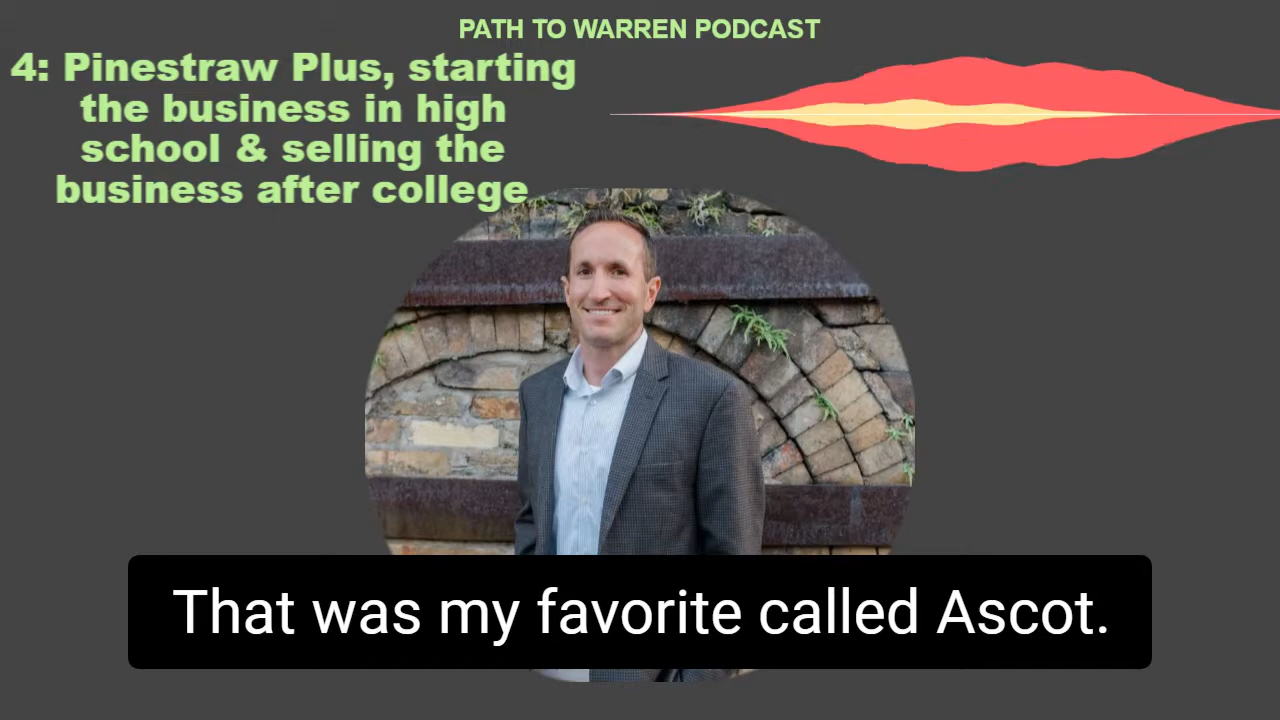 PATH TO WARREN PODCAST
4: Pinestraw Plus, starting
the business in high
school & selling the
business after college
That was my favorite called Ascot.